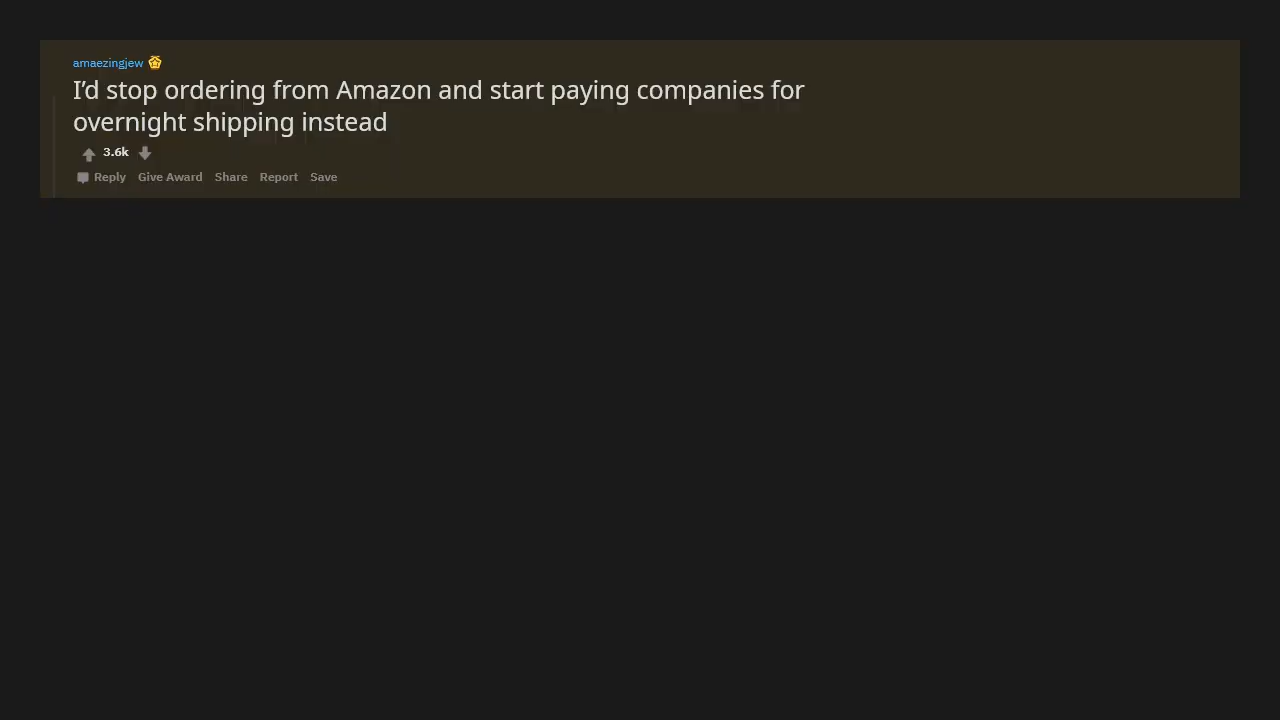 amaezingjew
I’d stop ordering from Amazon and start paying companies for
overnight shipping instead
3.6k
Reply Give Award Share Report Save